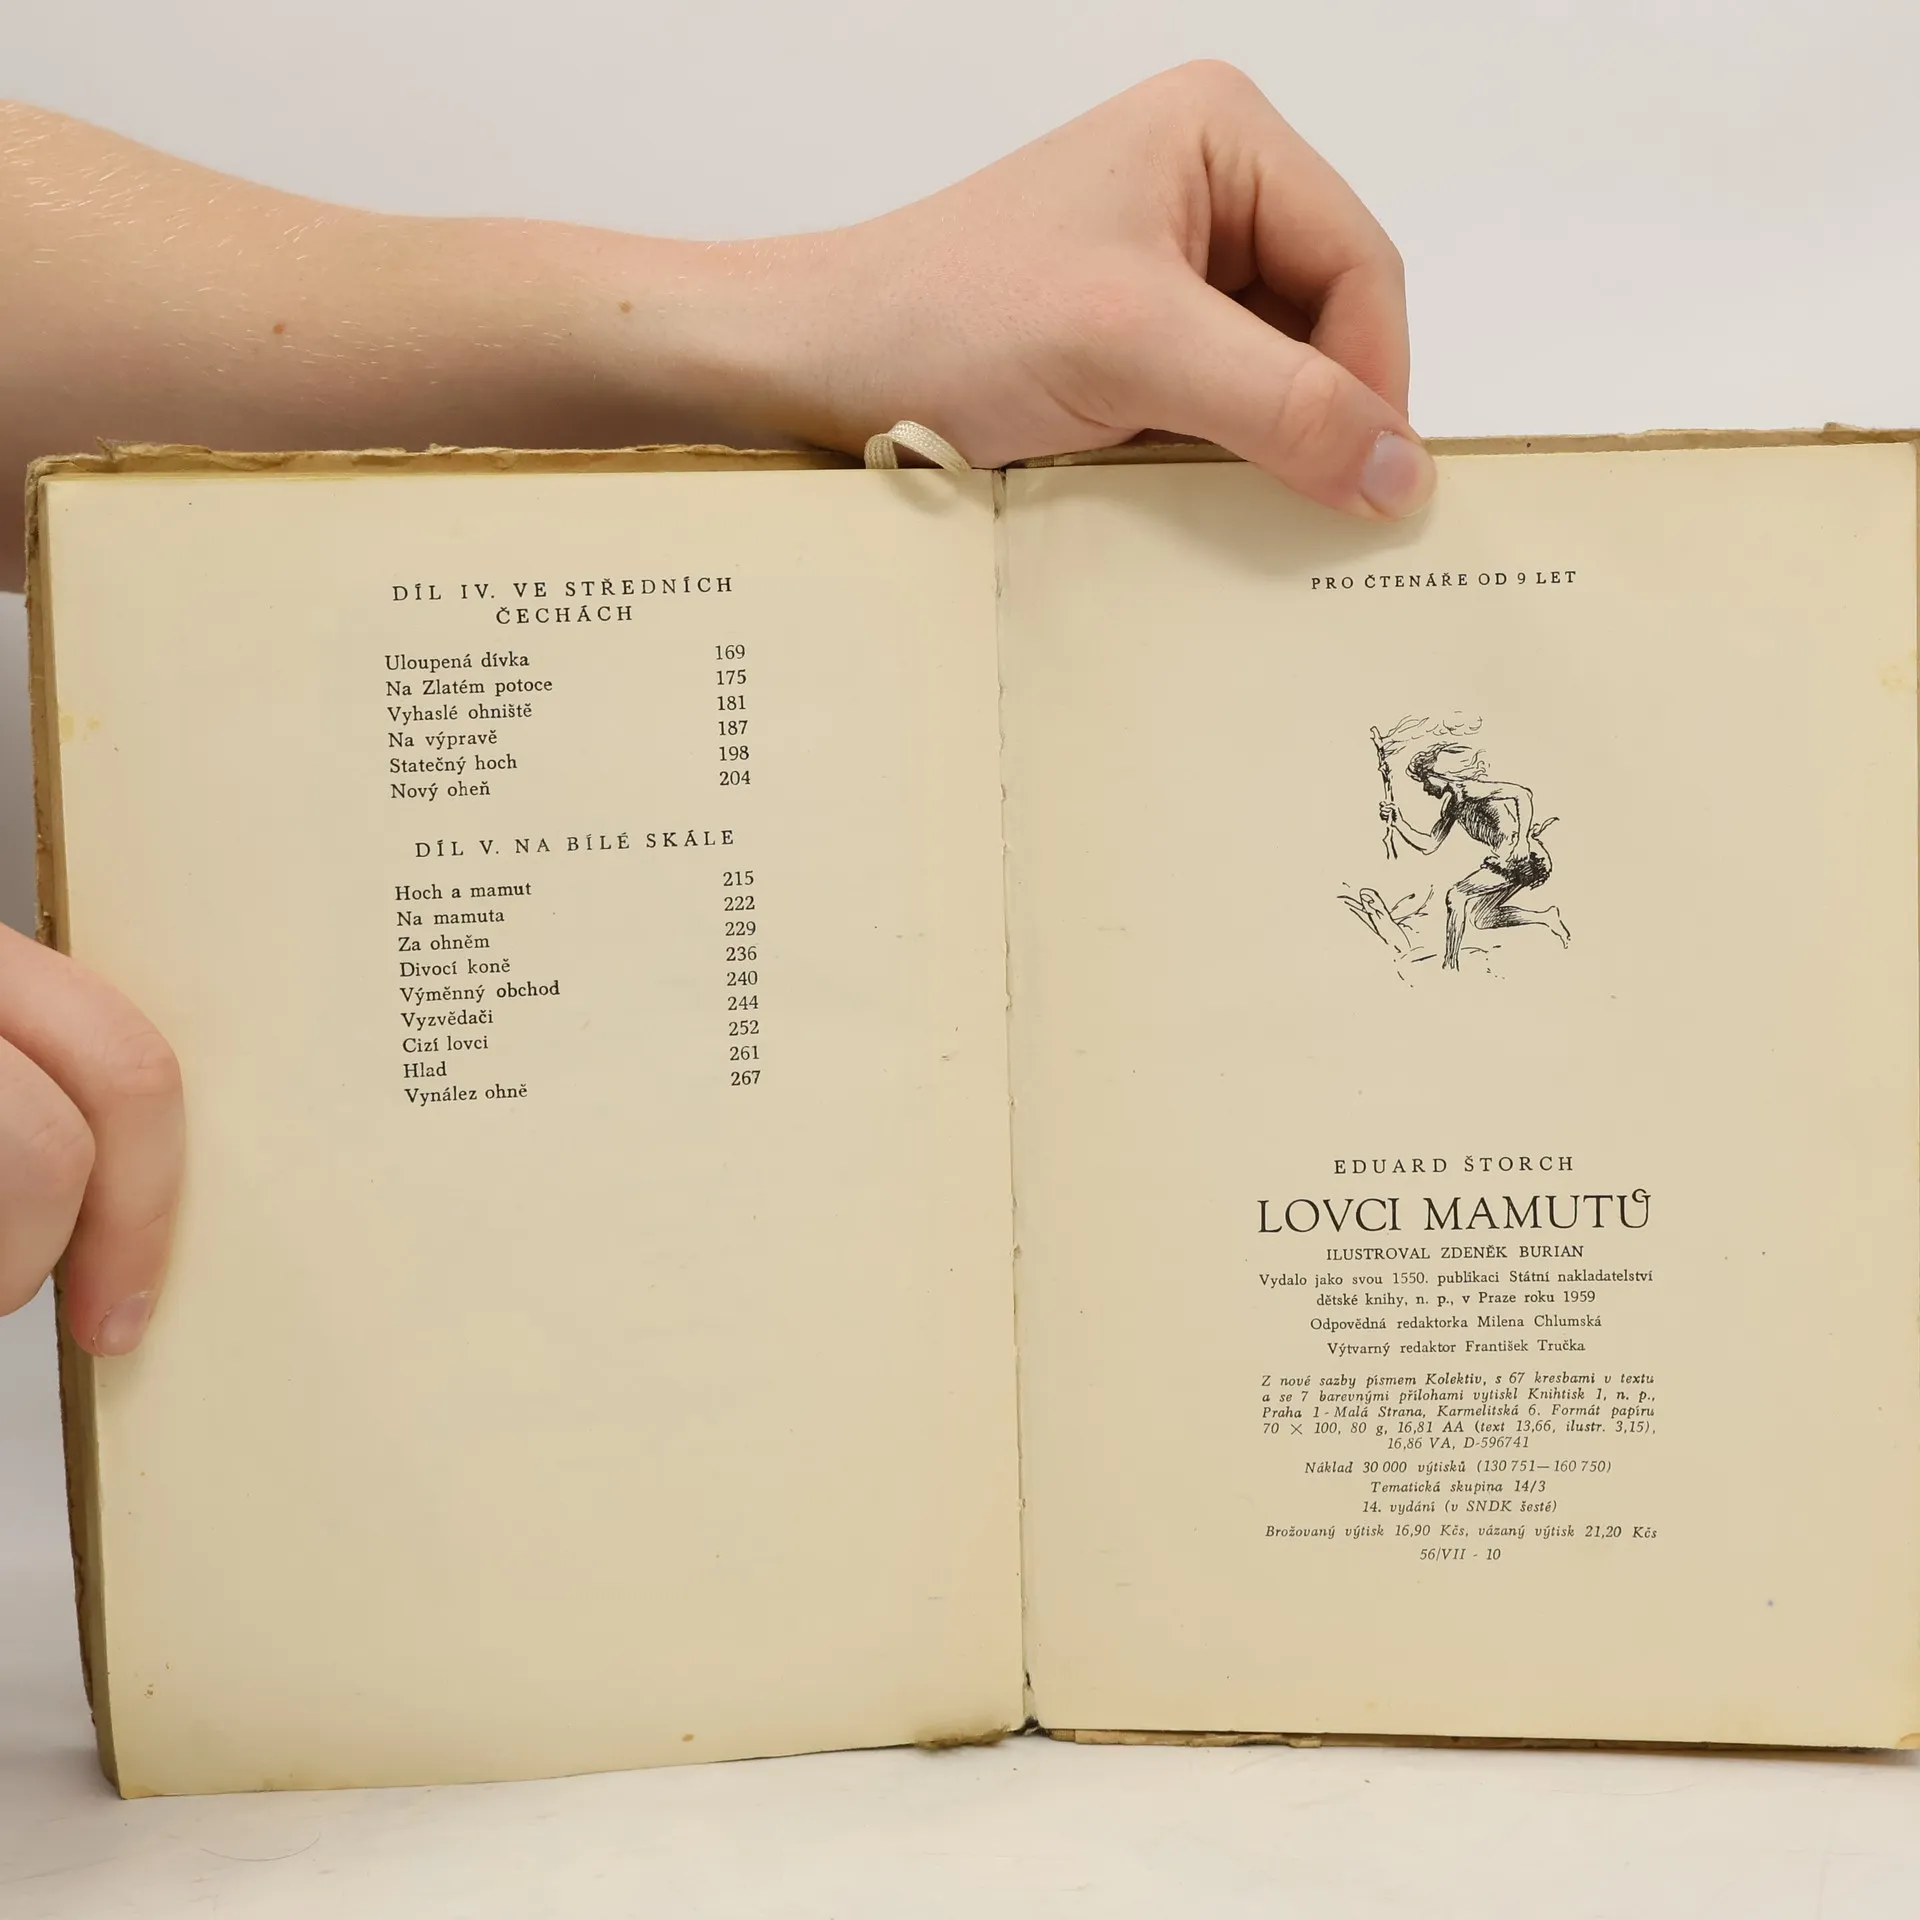 DÍL IV. VE STŘEDNÍCH
ČECHÁCH
Uloupená dívka 169
Na Zlatém potoce 175
Vyhaslé ohniště 181
Na výpravě 187
Statečný hoch 198
Nový oheň 204
DÍL V. NA BÍLÉ SKÁLE
Hoch a mamut 215
Na mamuta 222
Za ohněm 229
Divocí koně 236
Výměnný obchod 240
Vyzvědači 244
Cizí lovci 252
Hlad 261
Vynález ohně 267
PRO ČTENÁŘE OD 9 LET
EDUARD ŠTORCH
LOVCI MAMUTŮ
ILUSTROVAL ZDENĚK BURIAN
Vydalo jako svou 1550. publikaci Státní nakladatelství
dětské knihy, n. p., v Praze roku 1959
Odpovědná redaktorka Milena Chlumská
Výtvarný redaktor František Tručka
Z nové sazby písmem Kolektiv, s 67 kresbami v textu
a se 7 barevnými přílohami vytiskl Knihtisk 1, n. p.,
Praha 1 - Malá Strana, Karmelitská 6. Formát papíru
70 × 100, 80 g, 16,81 AA (text 13,66, ilustr. 3,15),
16,86 VA, D-596741
Náklad 30 000 výtisků (130 751—160 750)
Tematická skupina 14/3
14. vydání (v SNDK šesté)
Brožovaný výtisk 16,90 Kčs, vázaný výtisk 21,20 Kčs
56/VII - 10